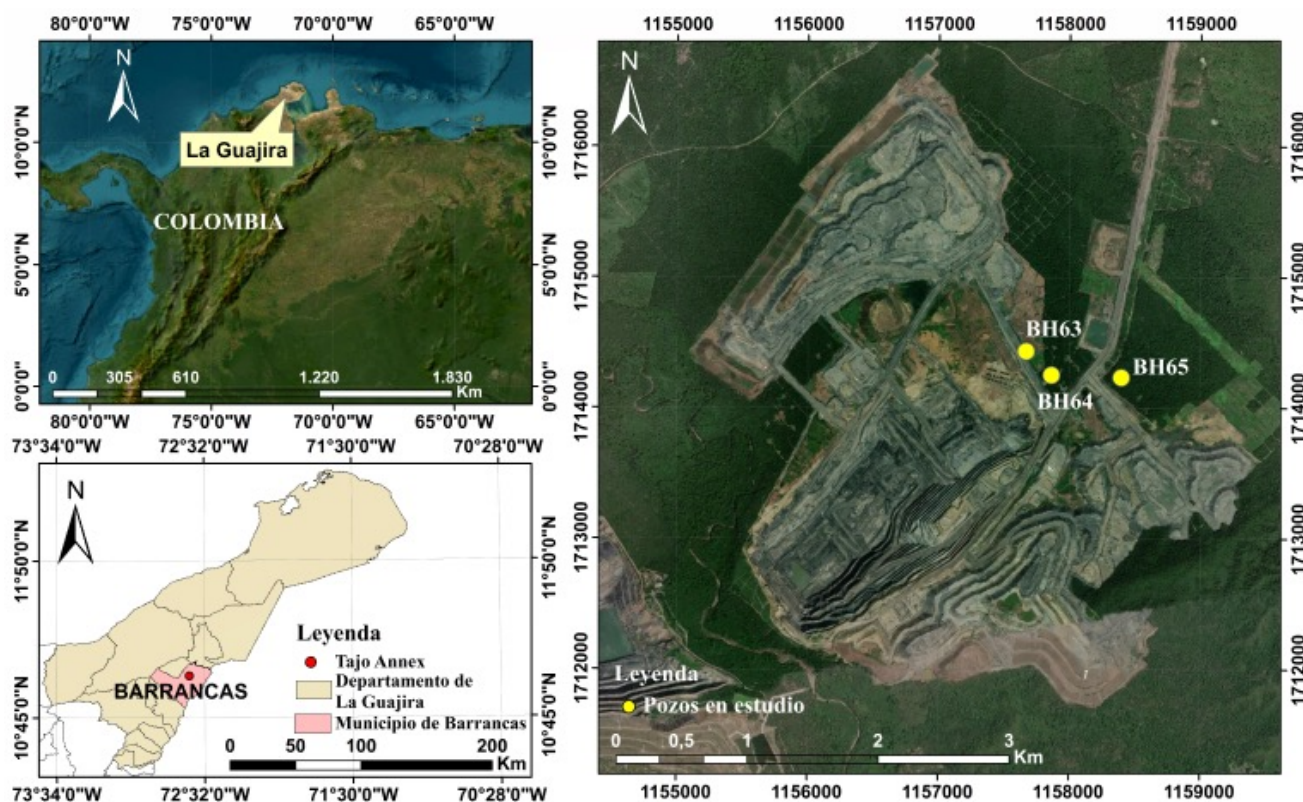 80°0'0"W 75°0'0"W 70°0'0"W 65°0'0"W
N
La Guajira
COLOMBIA
10°0'0"N
5°0'0"N
0°0'0"
10°0'0"N
5°0'0"N
0°0'0"
0 305 610 1.220 1.830
Km
80°0'0"W 75°0'0"W 70°0'0"W 65°0'0"W
73°34'0"W 72°32'0"W 71°30'0"W 70°28'0"W
N
11°50'0"N
10°45'0"N
11°50'0"N
10°45'0"N
BARRANCAS
Leyenda
Tajo Annex
Departamento de
La Guajira
Municipio de Barrancas
0 50 100 200
Km
73°34'0"W 72°32'0"W 71°30'0"W 70°28'0"W
1155000 1156000 1157000 1158000 1159000
N
1716000
1715000
1714000
1713000
1712000
1716000
1715000
1714000
1713000
1712000
BH63
BH64
BH65
Leyenda
Pozos en estudio
0 0,5 1 2 3
Km
1155000 1156000 1157000 1158000 1159000